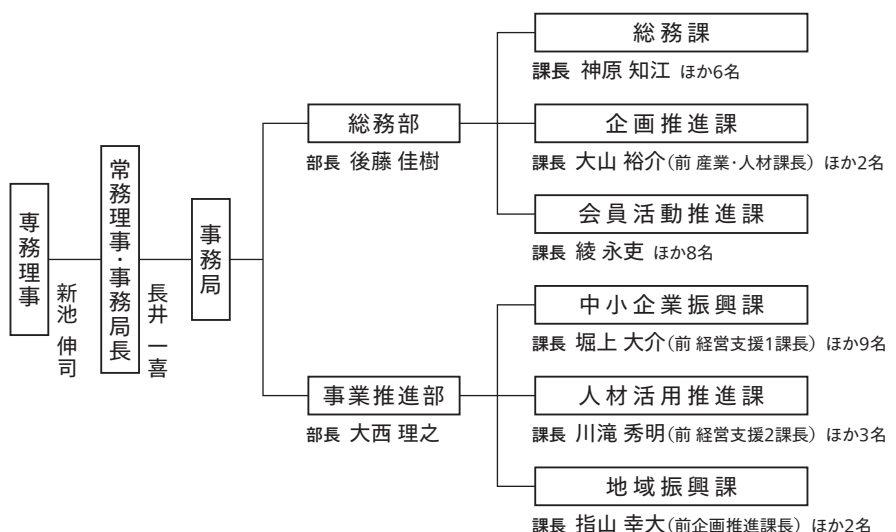 専務理事
新池 伸司
常務理事・事務局長
長井 一喜
事務局
総務部
部長 後藤 佳樹
総務課
課長 神原 知江 ほか6名
企画推進課
課長 大山 裕介(前 産業・人材課長) ほか2名
会員活動推進課
課長 綾 永吏 ほか8名
事業推進部
部長 大西 理之
中小企業振興課
課長 堀上 大介(前 経営支援1課長) ほか9名
人材活用推進課
課長 川滝 秀明(前 経営支援2課長) ほか3名
地域振興課
課長 指山 幸大(前企画推進課長) ほか2名